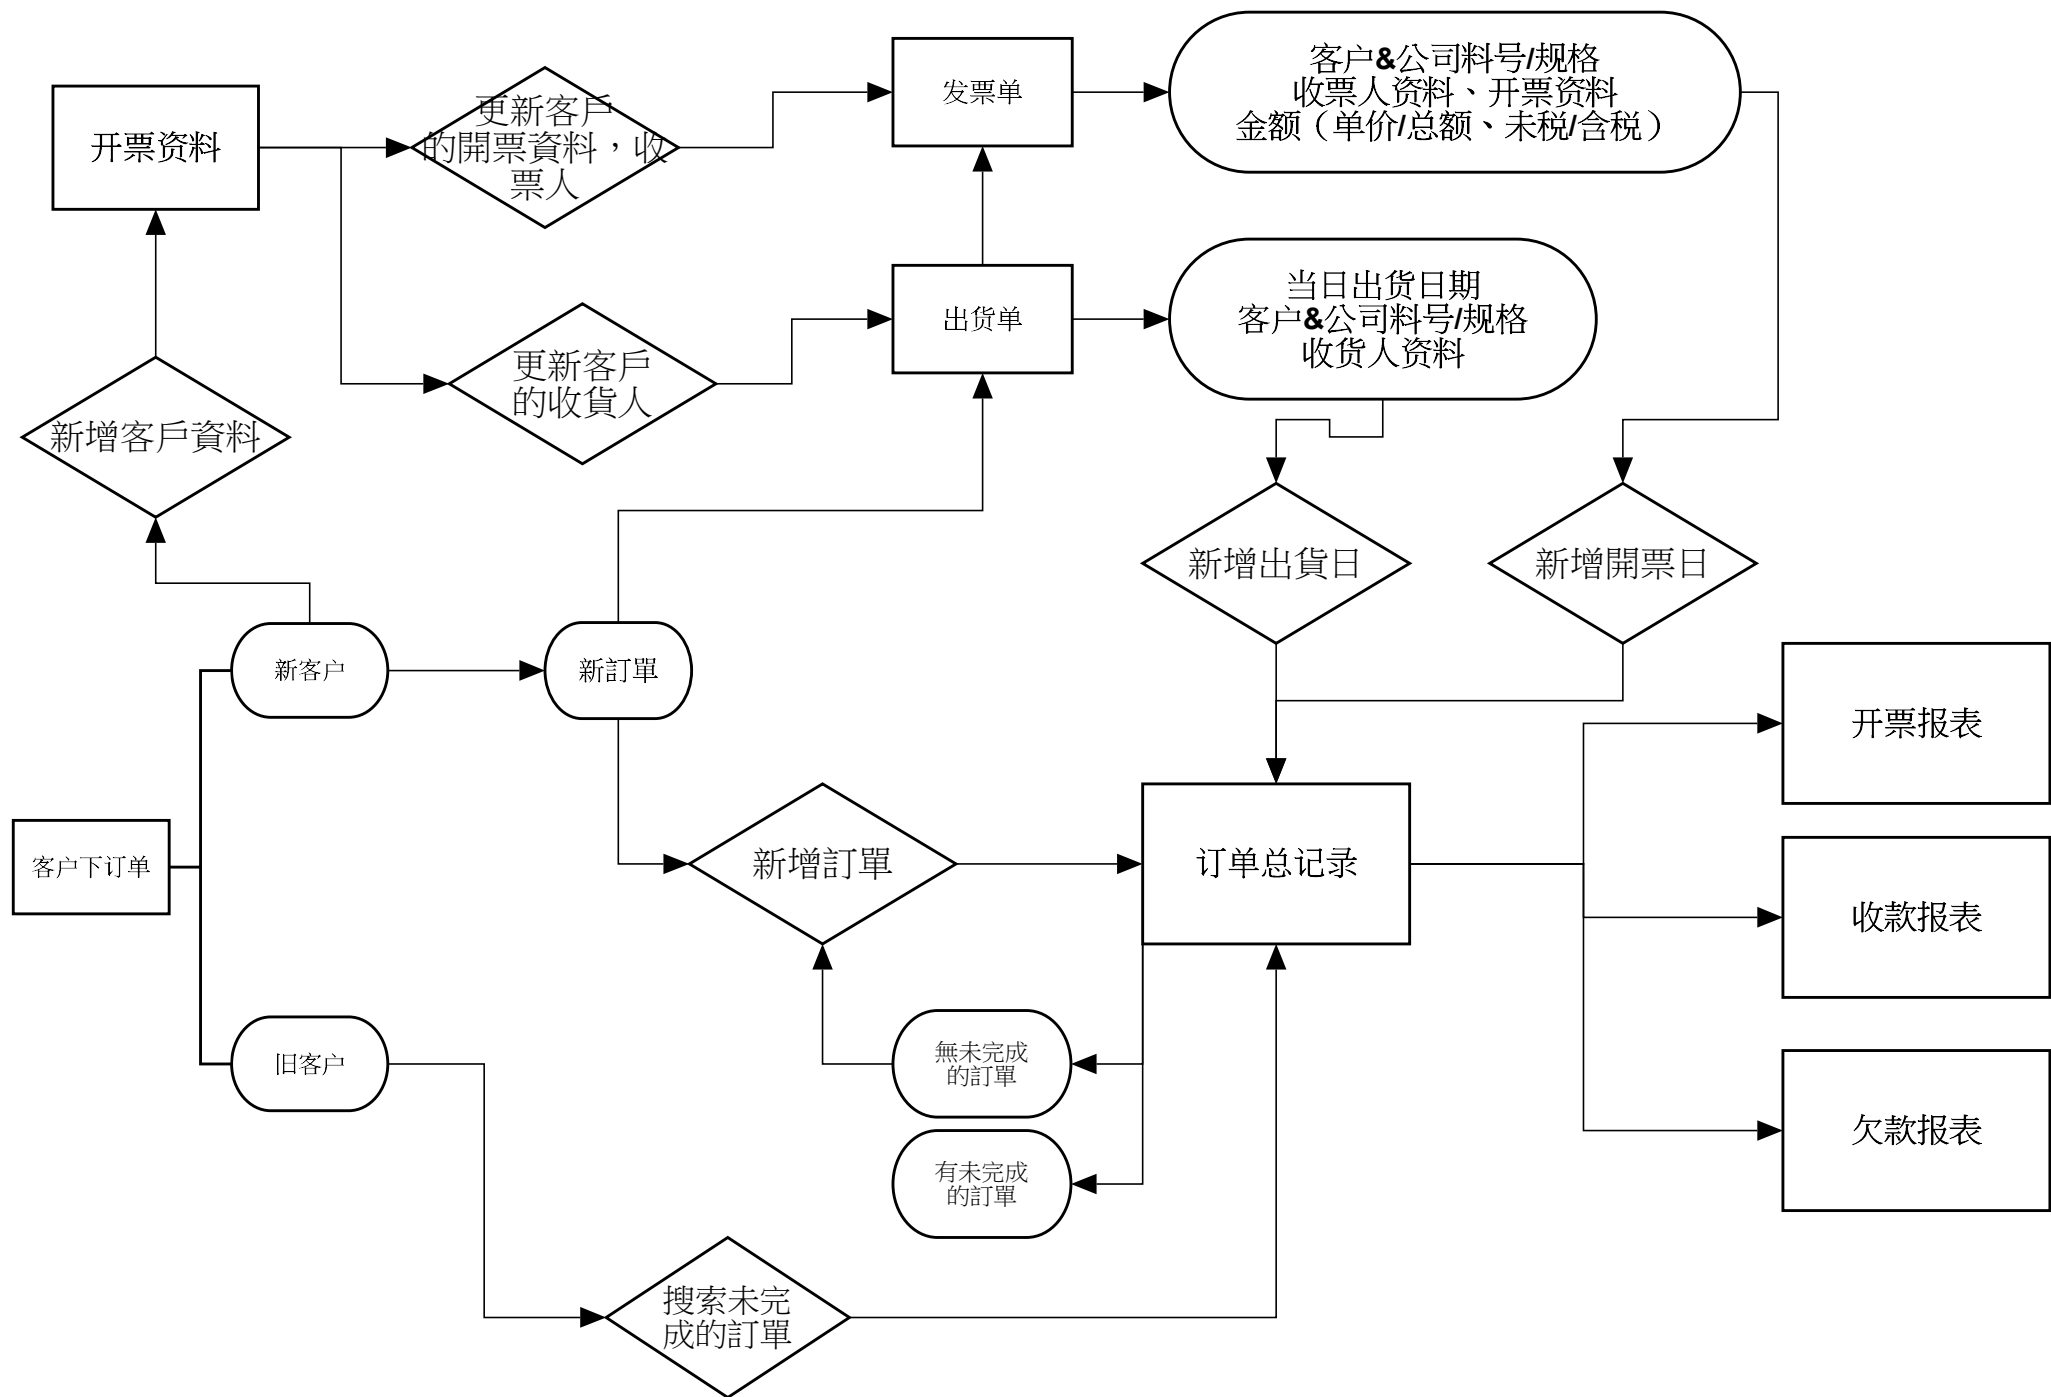 发票单
客户&公司料号/规格
收票人资料、开票资料
金额（单价/总额、未税/含税）
开票资料
更新客戶
的開票資料，收
票人
出货单
当日出货日期
客户&公司料号/规格
收货人资料
更新客戶
的收貨人
新增客戶資料
新增出貨日
新增開票日
新客户
新訂單
开票报表
客户下订单
新增訂單
订单总记录
收款报表
旧客户
無未完成
的訂單
欠款报表
有未完成
的訂單
搜索未完
成的訂單